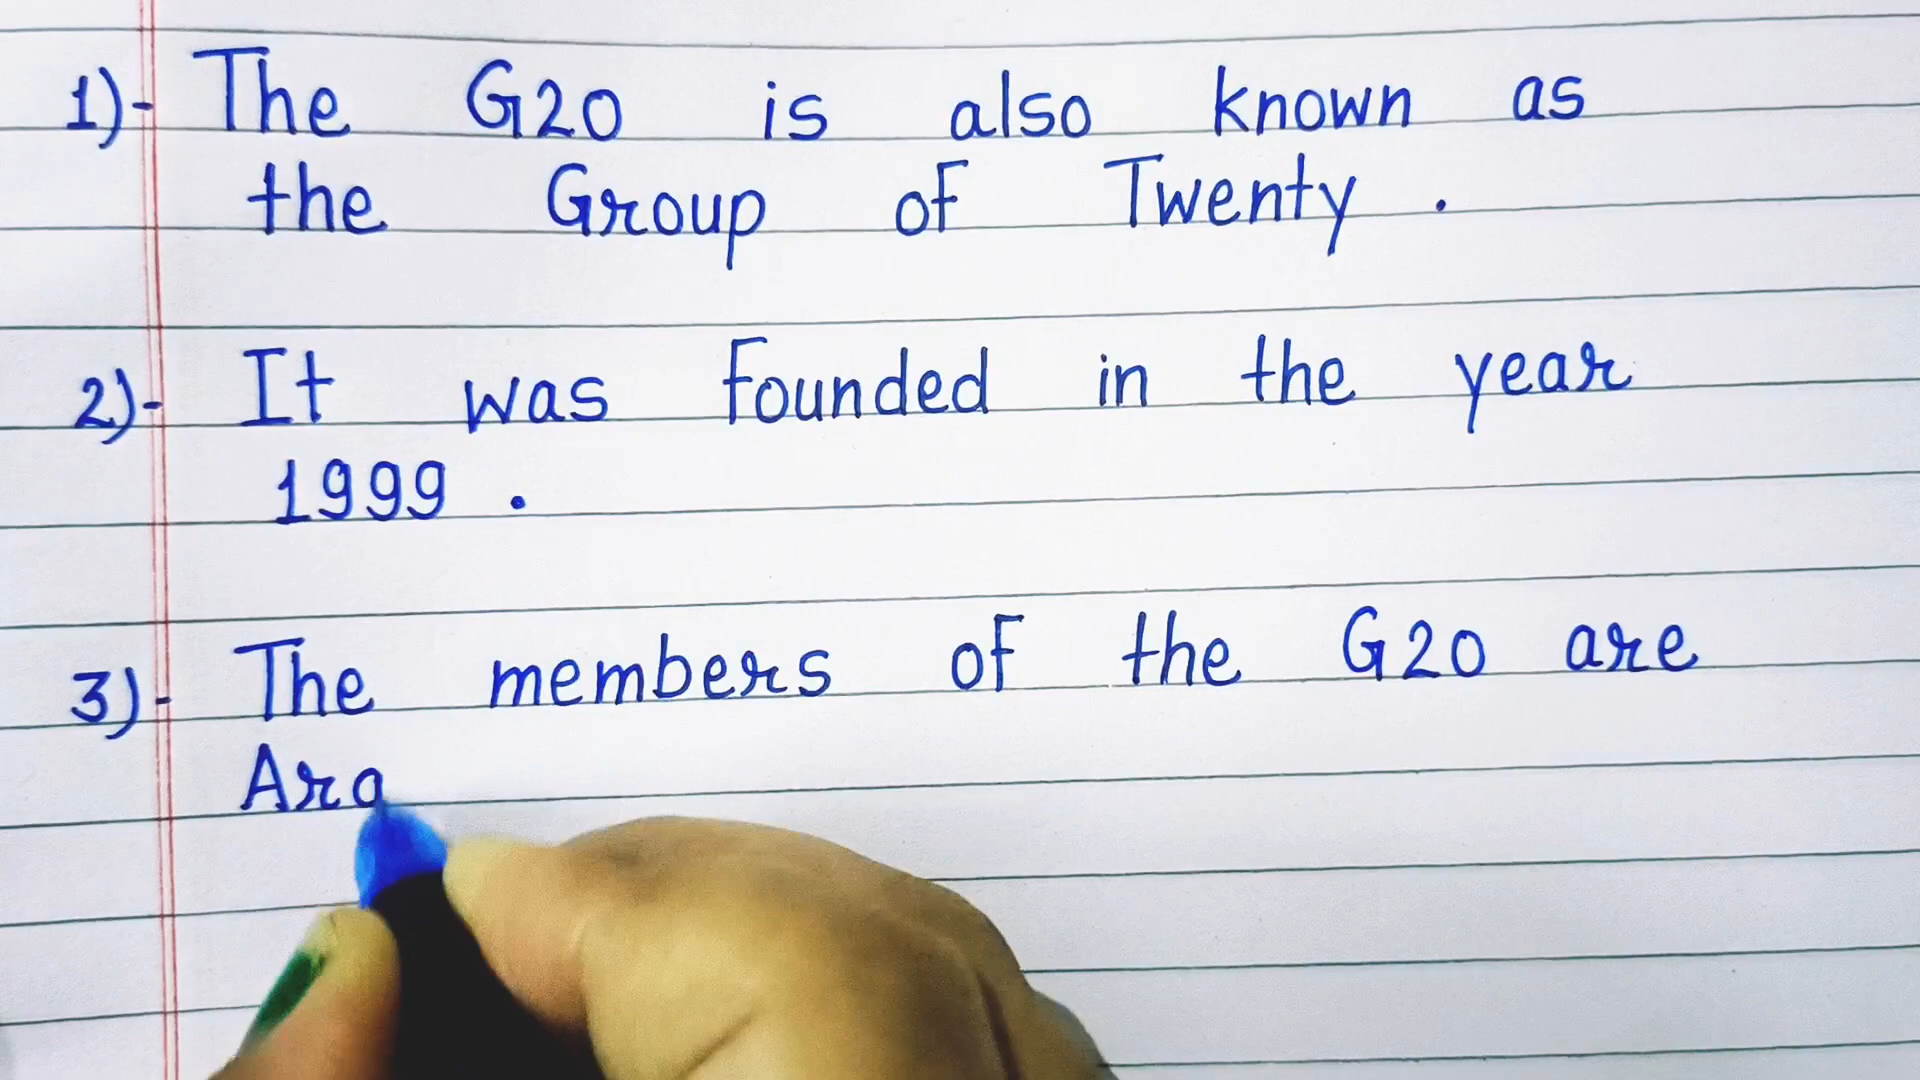 1)- The G20 is also known as
the Group of Twenty .
2)- It was founded in the year
1999 .
3)- The members of the G20 are
Arg